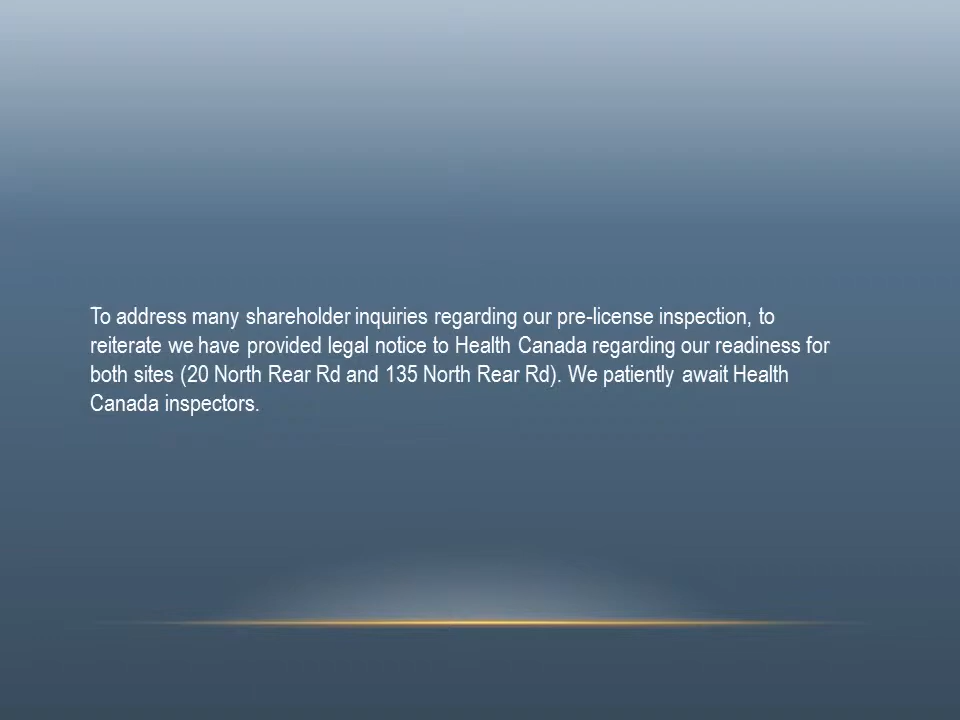 To address many shareholder inquiries regarding our pre-license inspection, to
reiterate we have provided legal notice to Health Canada regarding our readiness for
both sites (20 North Rear Rd and 135 North Rear Rd). We patiently await Health
Canada inspectors.